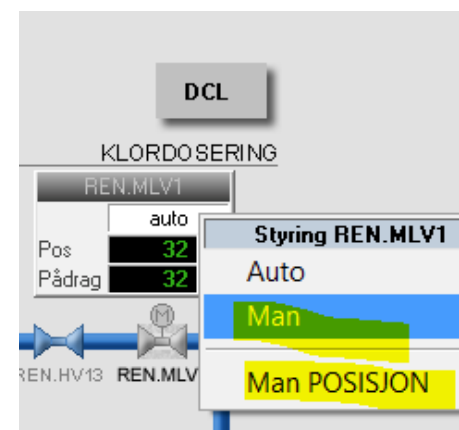 DCL
KLORDOSERING
REN.MLV1
auto
Pos 32
Pådrag 32
Styring REN.MLV1
Auto
Man
Man POSISJON
M
REN.HV13 REN.MLV